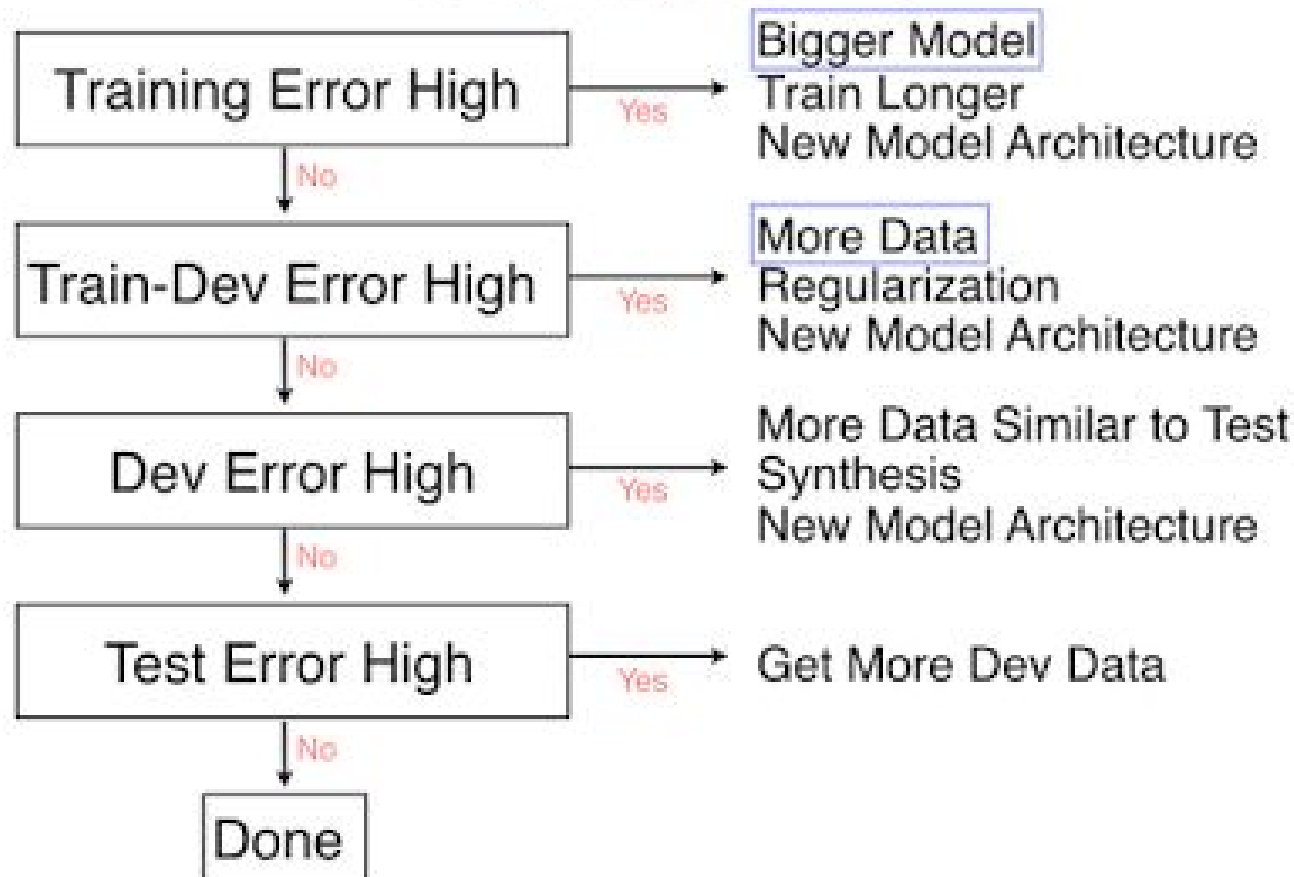 Training Error High
Yes
Bigger Model
Train Longer
New Model Architecture
No
Train-Dev Error High
Yes
More Data
Regularization
New Model Architecture
No
Dev Error High
Yes
More Data Similar to Test
Synthesis
New Model Architecture
No
Test Error High
Yes
Get More Dev Data
No
Done